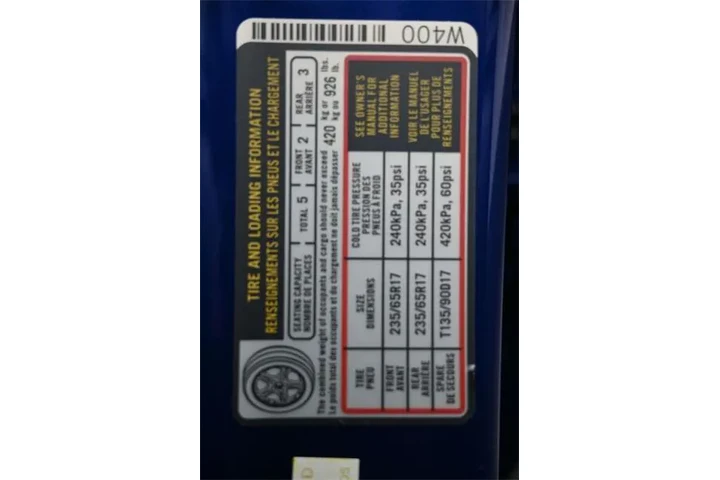 W400
TIRE AND LOADING INFORMATION
RENSEIGNEMENTS SUR LES PNEUS ET LE CHARGEMENT
SEATING CAPACITY
NOMBRE DE PLACES
TOTAL 5
FRONT
AVANT 2
REAR
ARRIÈRE 3
The combined weight of occupants and cargo should never exceed 420 kg or 926 lbs.
Le poids total des occupants et du chargement ne doit jamais dépasser kg ou lb.
TIRE
PNEU
SIZE
DIMENSIONS
COLD TIRE PRESSURE
PRESSION DES
PNEUS À FROID
SEE OWNER'S
MANUAL FOR
ADDITIONAL
INFORMATION
FRONT
AVANT
235/65R17
240kPa, 35psi
REAR
ARRIÈRE
235/65R17
240kPa, 35psi
VOIR LE MANUEL
DE L'USAGER
POUR PLUS DE
RENSEIGNEMENTS
SPARE
DE SECOURS
T135/90D17
420kPa, 60psi